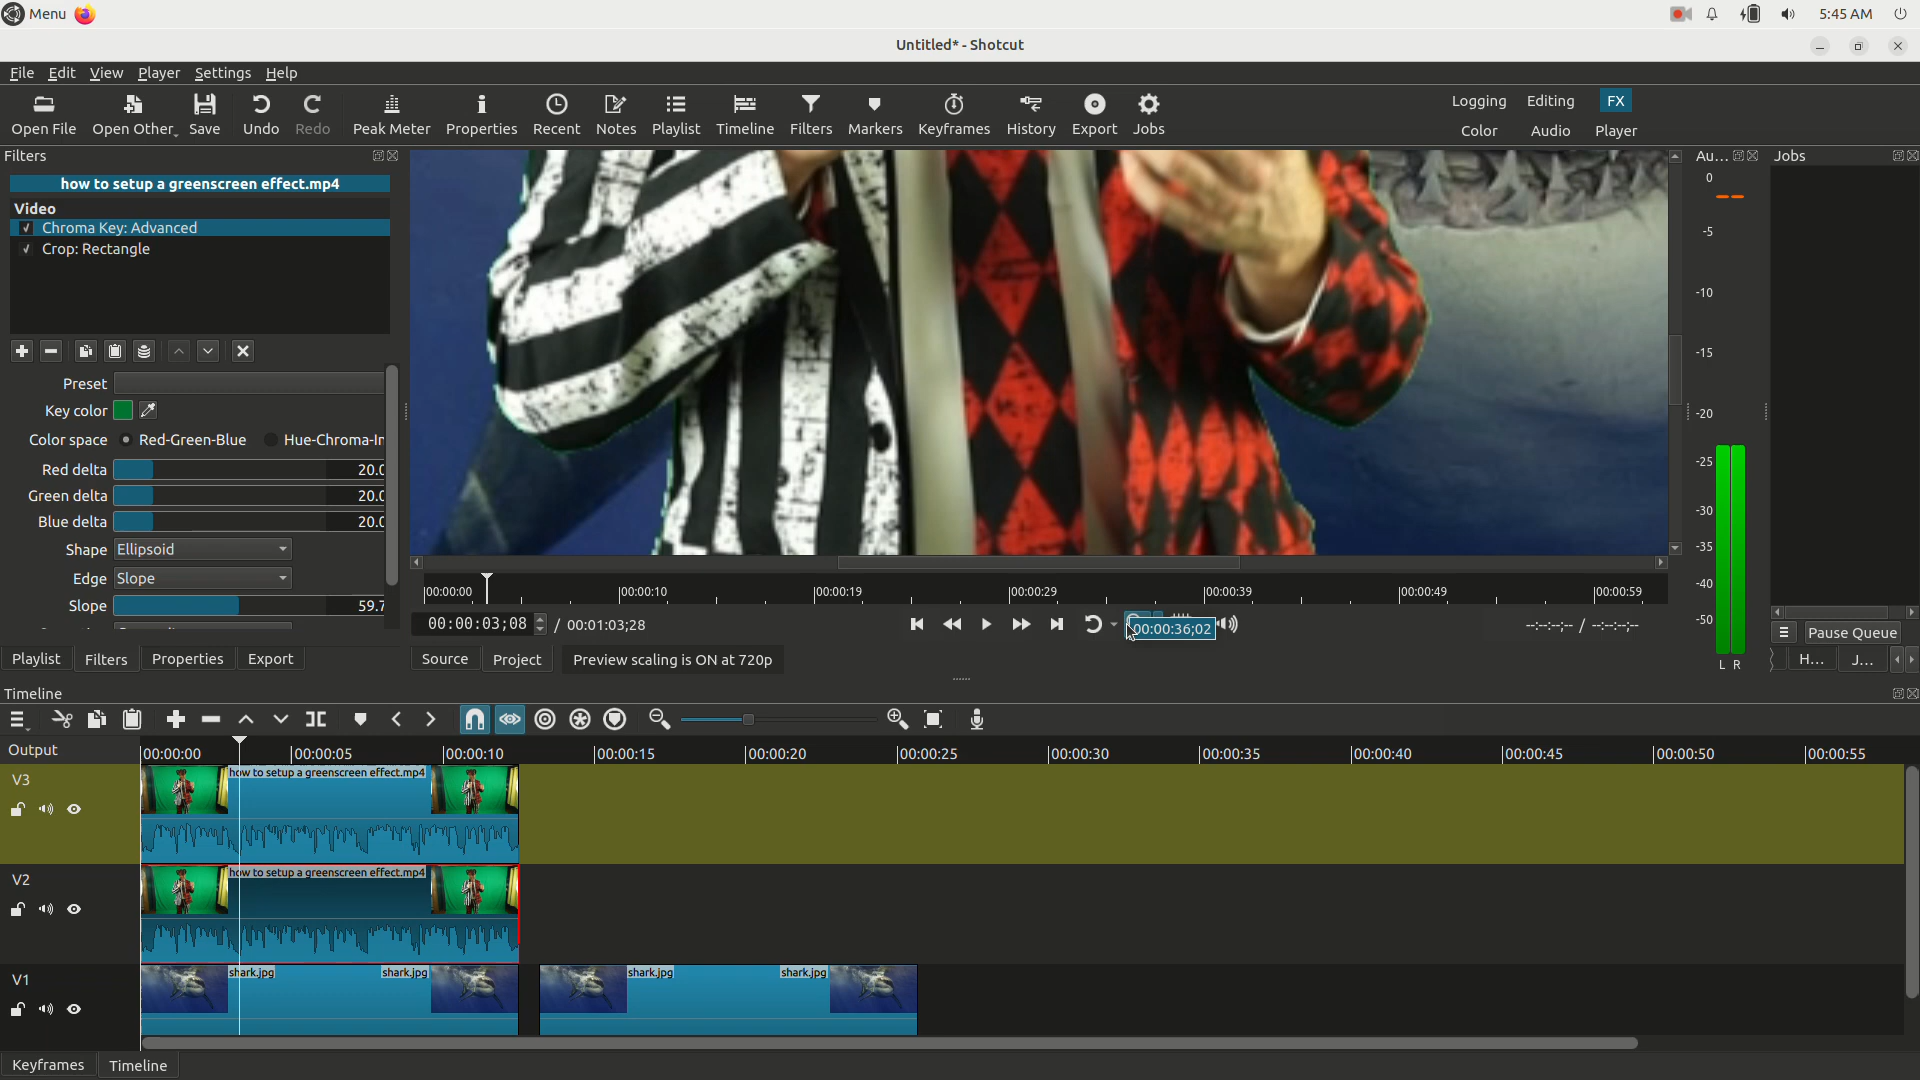 Menu
5:45 AM
Untitled* - Shotcut
File Edit View Player Settings Help
Open File Open Other Save Undo Redo Peak Meter Properties Recent Notes Playlist Timeline Filters Markers Keyframes History Export Jobs
Logging Editing FX
Color Audio Player
Filters
how to setup a greenscreen effect.mp4
Video
Chroma Key: Advanced
Crop: Rectangle
Preset
Key color
Color space Red-Green-Blue Hue-Chroma-In
Red delta 20.0
Green delta 20.0
Blue delta 20.0
Shape Ellipsoid
Edge Slope
Slope 59.7
Playlist Filters Properties Export
00:00:00 00:00:10 00:00:19 00:00:29 00:00:39 00:00:49 00:00:59
00:00:03;08 / 00:01:03;28
00:00:36;02
--:--:--;-- / --:--:--;--
Source Project Preview scaling is ON at 720p
Au...
0
-5
-10
-15
-20
-25
-30
-35
-40
-50
L R
Jobs
Pause Queue
H... J...
Timeline
Output
00:00:00 00:00:05 00:00:10 00:00:15 00:00:20 00:00:25 00:00:30 00:00:35 00:00:40 00:00:45 00:00:50 00:00:55
V3
how to setup a greenscreen effect.mp4
V2
how to setup a greenscreen effect.mp4
V1
shark.jpg shark.jpg shark.jpg shark.jpg
Keyframes Timeline